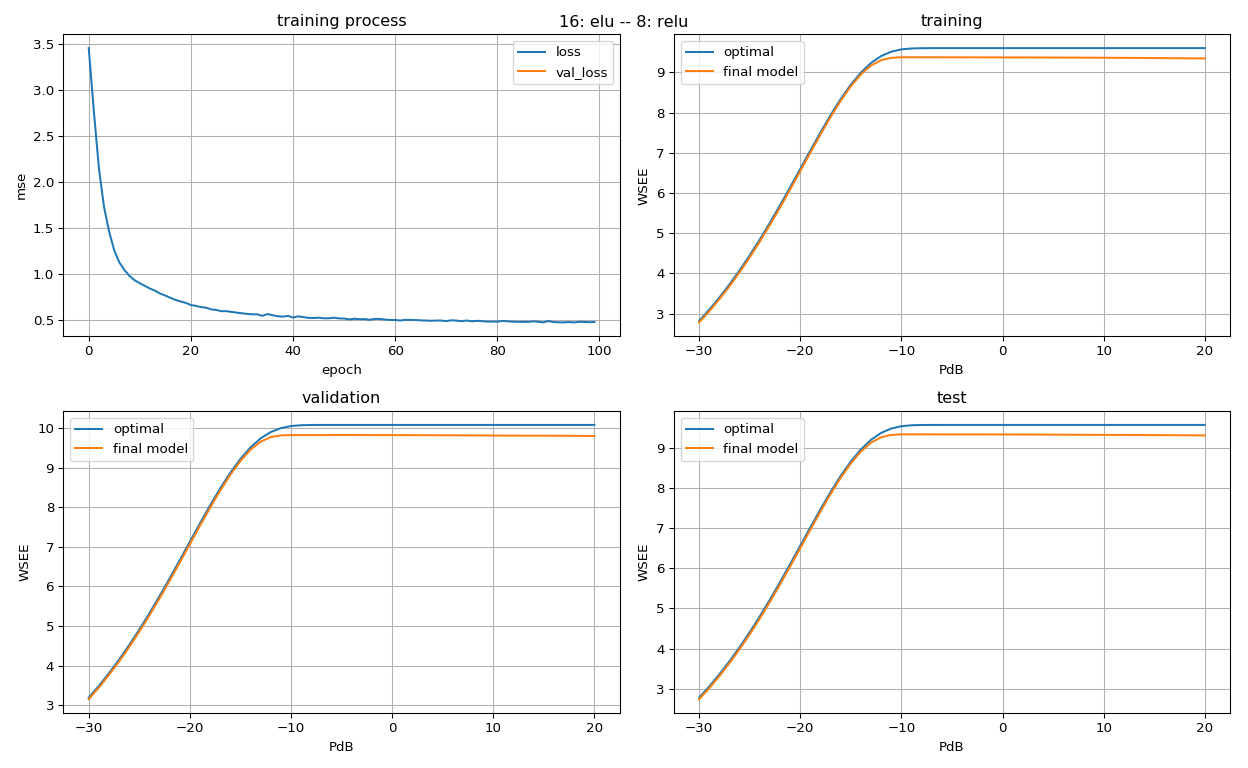 16: elu -- 8: relu
training process
3.5
3.0
2.5
2.0
1.5
1.0
0.5
mse
loss
val_loss
0 20 40 60 80 100
epoch
training
9
8
7
6
5
4
3
WSEE
optimal
final model
−30 −20 −10 0 10 20
PdB
validation
10
9
8
7
6
5
4
3
WSEE
optimal
final model
−30 −20 −10 0 10 20
PdB
test
9
8
7
6
5
4
3
WSEE
optimal
final model
−30 −20 −10 0 10 20
PdB